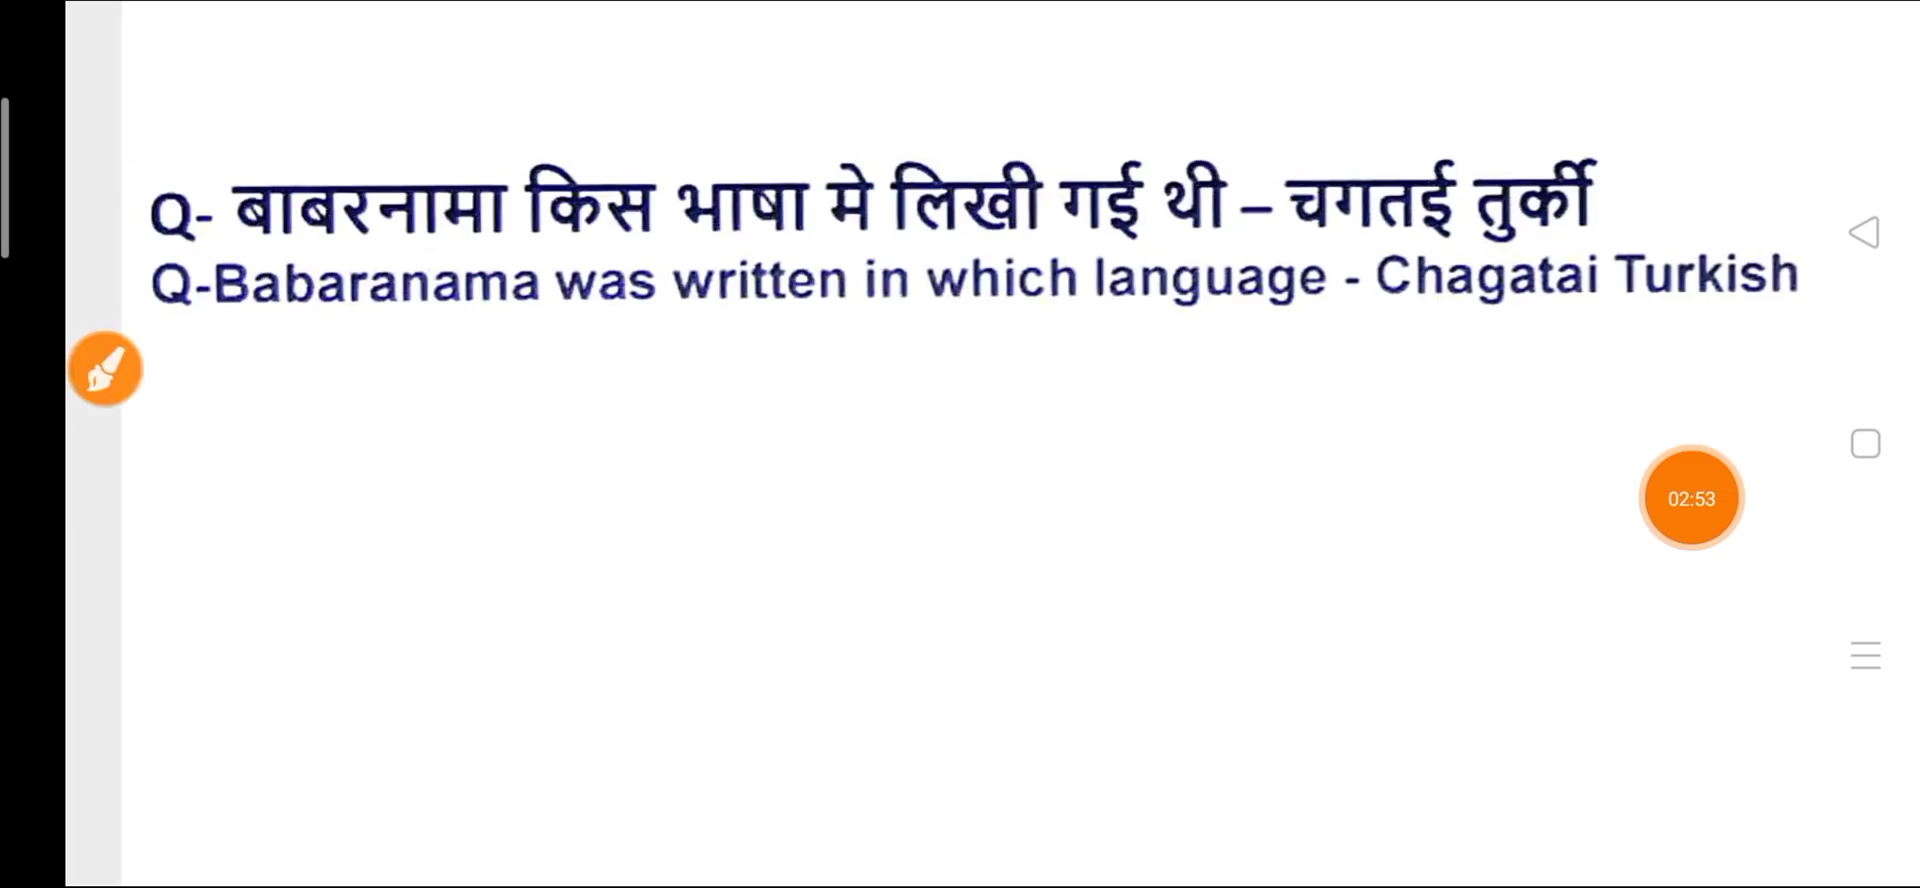 Q- बाबरनामा किस भाषा मे लिखी गई थी – चगतई तुर्की
Q-Babaranama was written in which language - Chagatai Turkish
02:53